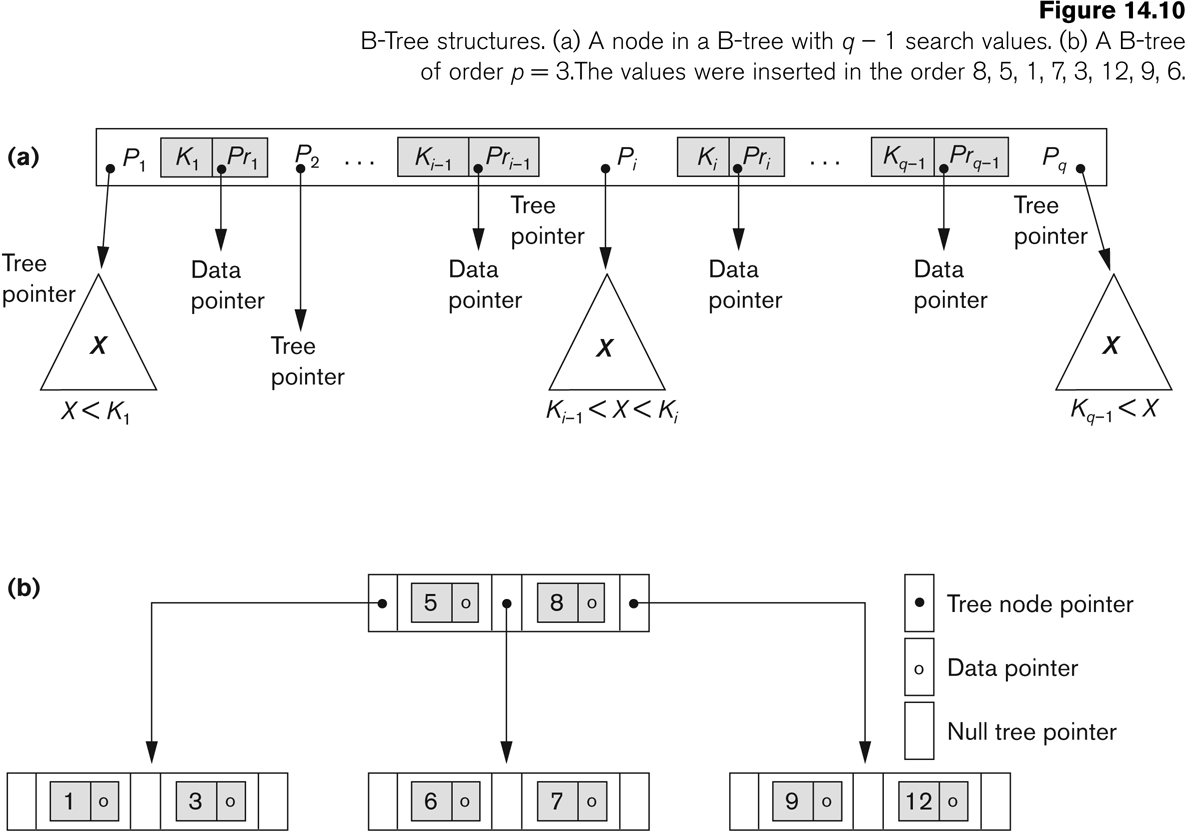 Figure 14.10
B-Tree structures. (a) A node in a B-tree with q – 1 search values. (b) A B-tree
of order p = 3.The values were inserted in the order 8, 5, 1, 7, 3, 12, 9, 6.
(a)
P1 K1 Pr1 P2 . . . Ki–1 Pri–1 Pi Ki Pri . . . Kq–1 Prq–1 Pq
Tree
pointer
Data
pointer
Tree
pointer
Data
pointer
Tree
pointer
Data
pointer
Data
pointer
Tree
pointer
X
X
X
X < K1
Ki–1 < X < Ki
Kq–1 < X
(b)
5 o 8 o
Tree node pointer
o Data pointer
Null tree pointer
1 o 3 o
6 o 7 o
9 o 12 o